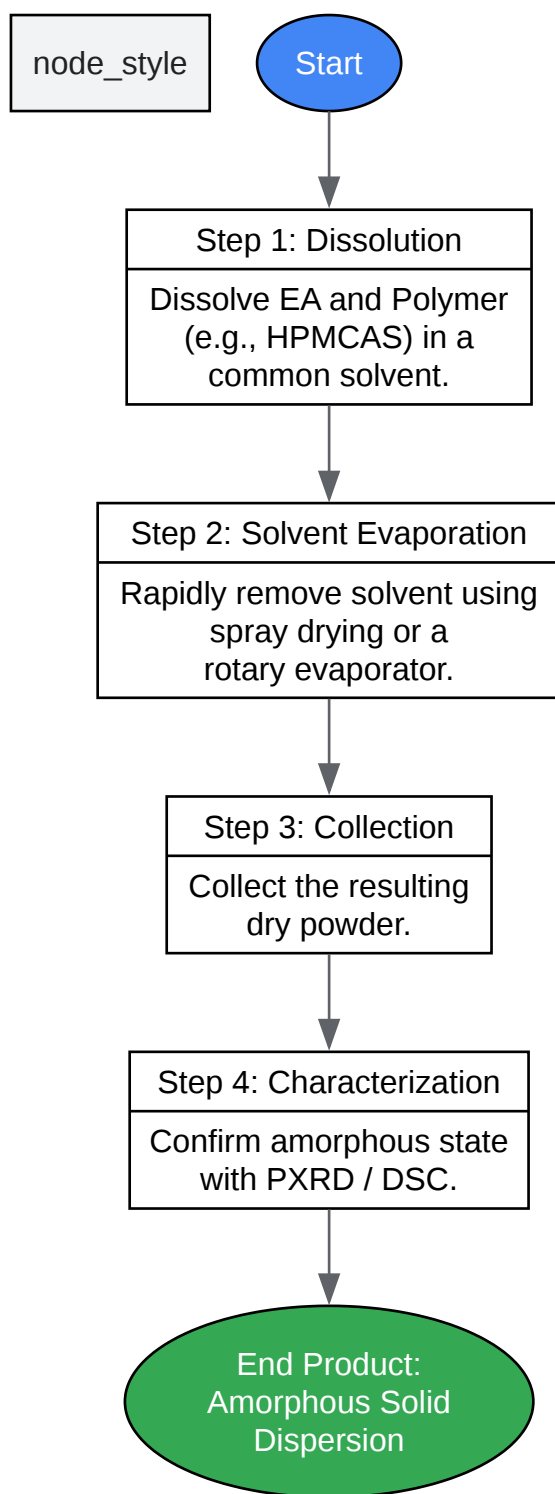 node_style
Start
Step 1: Dissolution
Dissolve EA and Polymer
(e.g., HPMCAS) in a
common solvent.
Step 2: Solvent Evaporation
Rapidly remove solvent using
spray drying or a
rotary evaporator.
Step 3: Collection
Collect the resulting
dry powder.
Step 4: Characterization
Confirm amorphous state
with PXRD / DSC.
End Product:
Amorphous Solid
Dispersion